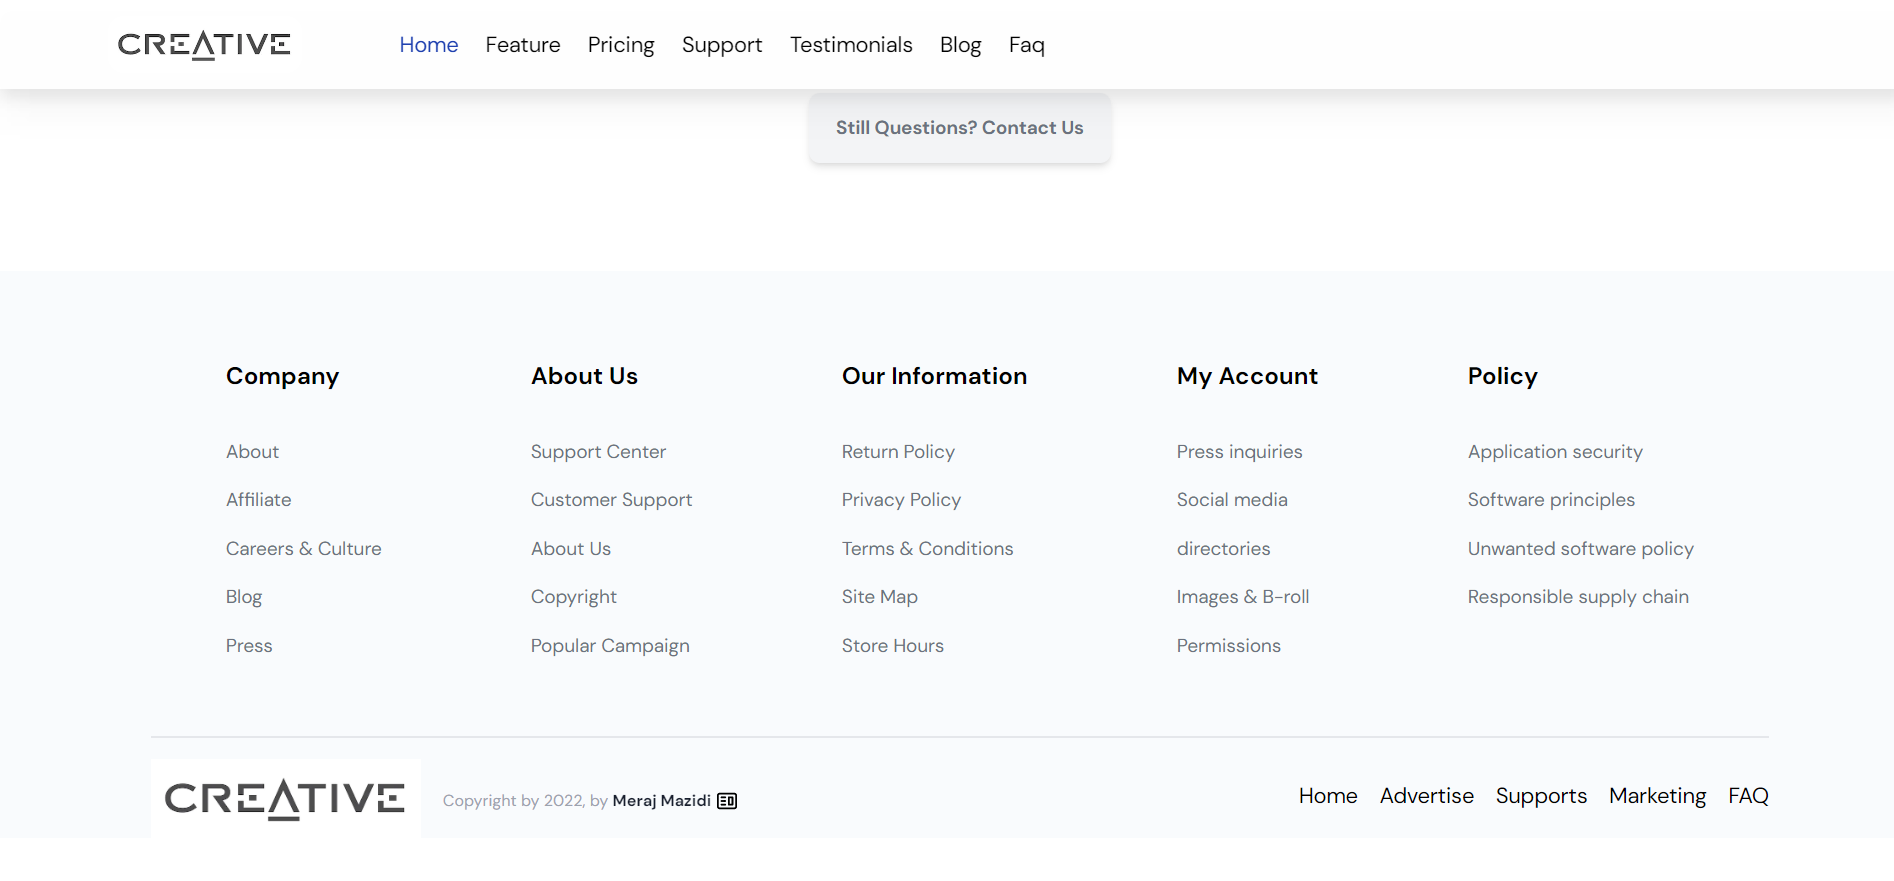 CREATIVE Home Feature Pricing Support Testimonials Blog Faq
Still Questions? Contact Us
Company About Us Our Information My Account Policy
About Support Center Return Policy Press inquiries Application security
Affiliate Customer Support Privacy Policy Social media Software principles
Careers & Culture About Us Terms & Conditions directories Unwanted software policy
Blog Copyright Site Map Images & B-roll Responsible supply chain
Press Popular Campaign Store Hours Permissions
CREATIVE Copyright by 2022, by Meraj Mazidi Home Advertise Supports Marketing FAQ